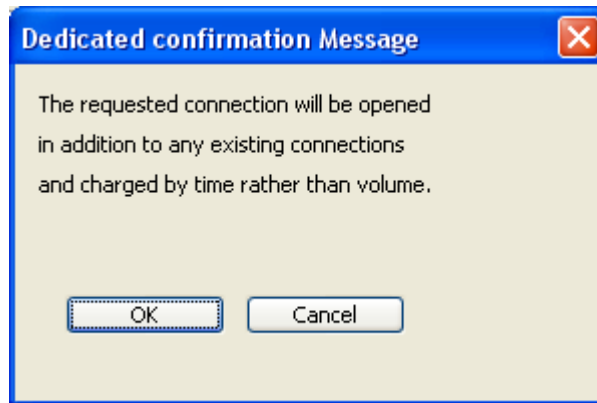 Dedicated confirmation Message
The requested connection will be opened
in addition to any existing connections
and charged by time rather than volume.
OK
Cancel